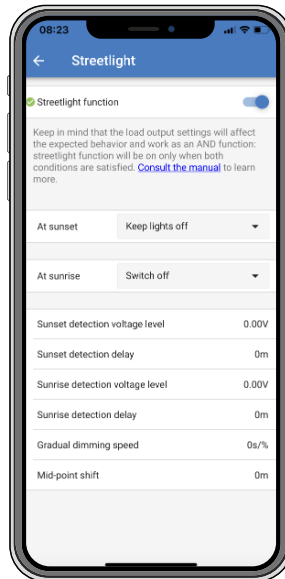 08:23
Streetlight
Streetlight function
Keep in mind that the load output settings will affect
the expected behavior and work as an AND function:
streetlight function will be on only when both
conditions are satisfied. Consult the manual to learn
more.
At sunset Keep lights off
At sunrise Switch off
Sunset detection voltage level 0.00V
Sunset detection delay 0m
Sunrise detection voltage level 0.00V
Sunrise detection delay 0m
Gradual dimming speed 0s/%
Mid-point shift 0m